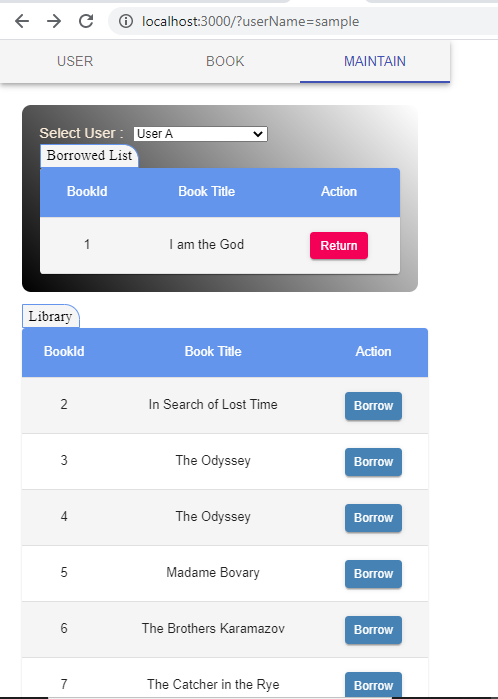 localhost:3000/?userName=sample
USER BOOK MAINTAIN
Select User : User A
Borrowed List
BookId Book Title Action
1 I am the God Return
Library
BookId Book Title Action
2 In Search of Lost Time Borrow
3 The Odyssey Borrow
4 The Odyssey Borrow
5 Madame Bovary Borrow
6 The Brothers Karamazov Borrow
7 The Catcher in the Rye Borrow